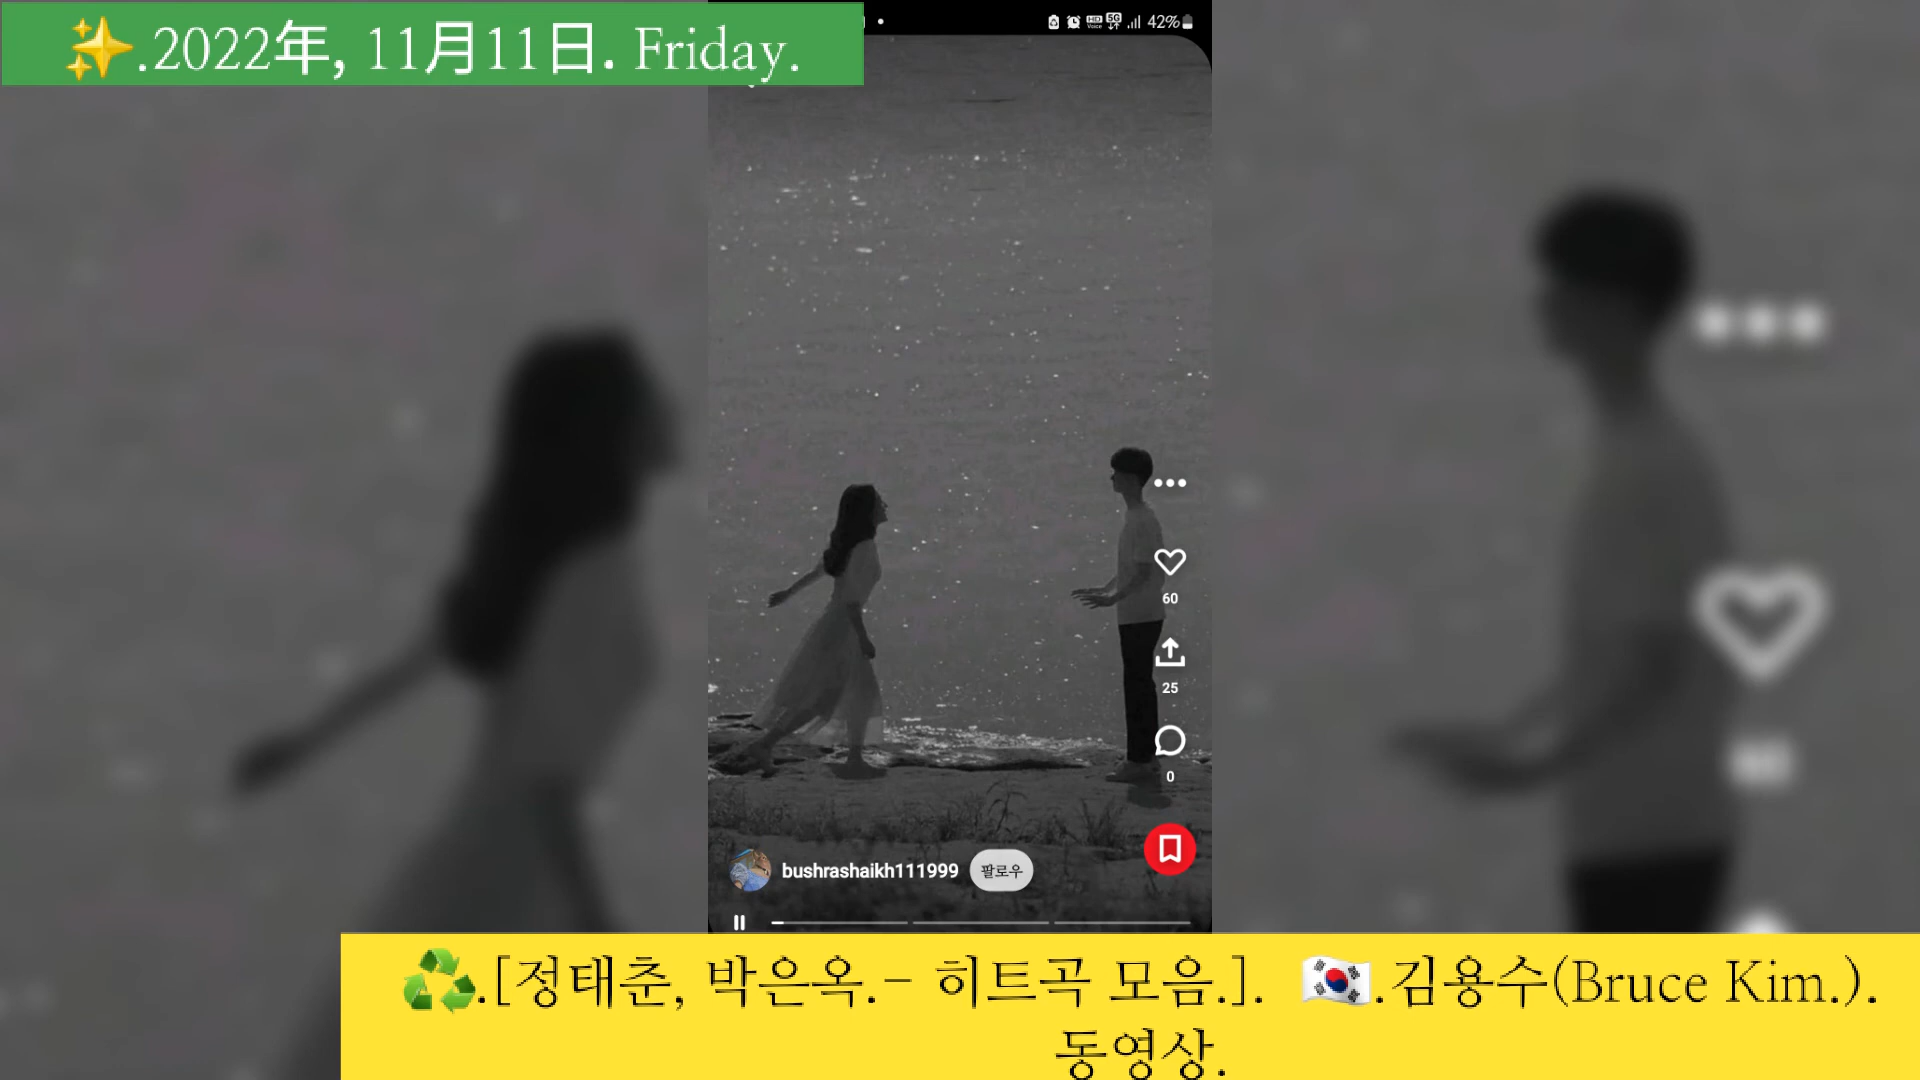 ✨.2022年, 11月11日. Friday.
42%
60
25
0
bushrashaikh111999 팔로우
♻️.[정태춘, 박은옥.- 히트곡 모음.]. 🇰🇷.김용수(Bruce Kim.).
동영상.